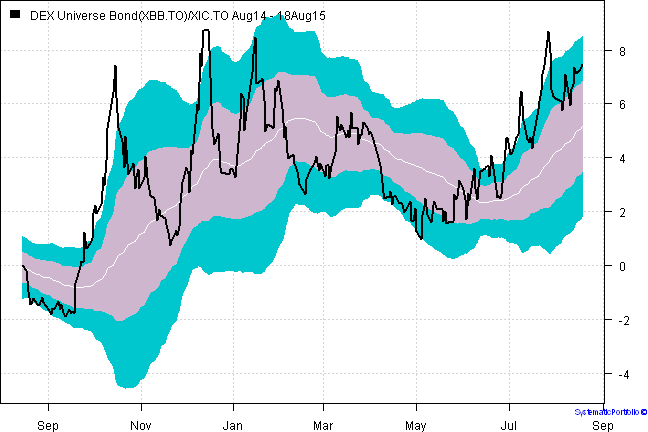 DEX Universe Bond(XBB.TO)/XIC.TO Aug14 - 18Aug15
8
6
4
2
0
-2
-4
SystematicPortfolio ©
Sep Nov Jan Mar May Jul Sep